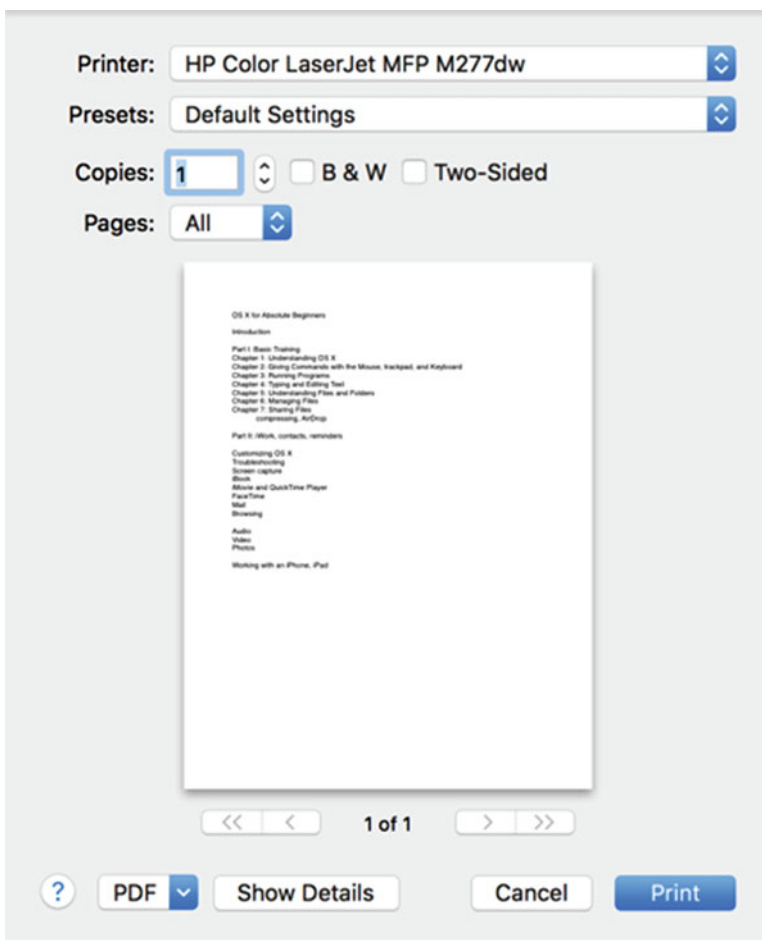 Printer: HP Color LaserJet MFP M277dw
Presets: Default Settings
Copies: 1 B & W Two-Sided
Pages: All
OS X for Absolute Beginners
Introduction
Part I: Basic Training
Chapter 1: Understanding OS X
Chapter 2: Giving Commands with the Mouse, trackpad, and Keyboard
Chapter 3: Running Programs
Chapter 4: Typing and Editing Text
Chapter 5: Understanding Files and Folders
Chapter 6: Managing Files
Chapter 7: Sharing Files
compressing, AirDrop
Part II: iWork, contacts, reminders
Customizing OS X
Troubleshooting
Screen capture
iBook
iMovie and QuickTime Player
FaceTime
Mail
Browsing
Audio
Video
Photos
Working with an iPhone, iPad
<< < 1 of 1 > >>
? PDF Show Details Cancel Print